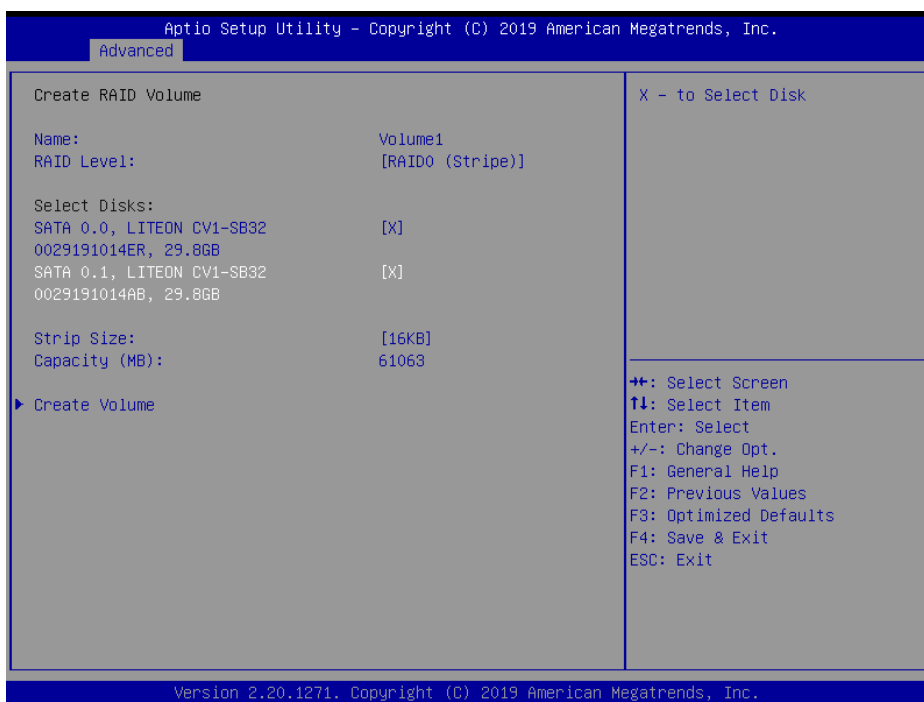 Aptio Setup Utility – Copyright (C) 2019 American Megatrends, Inc.
Advanced
Create RAID Volume
Name: Volume1
RAID Level: [RAID0 (Stripe)]
Select Disks:
SATA 0.0, LITEON CV1-SB32 [X]
0029191014ER, 29.8GB
SATA 0.1, LITEON CV1-SB32 [X]
0029191014AB, 29.8GB
Strip Size: [16KB]
Capacity (MB): 61063
Create Volume
X – to Select Disk
→←: Select Screen
↑↓: Select Item
Enter: Select
+/-: Change Opt.
F1: General Help
F2: Previous Values
F3: Optimized Defaults
F4: Save & Exit
ESC: Exit
Version 2.20.1271. Copyright (C) 2019 American Megatrends, Inc.